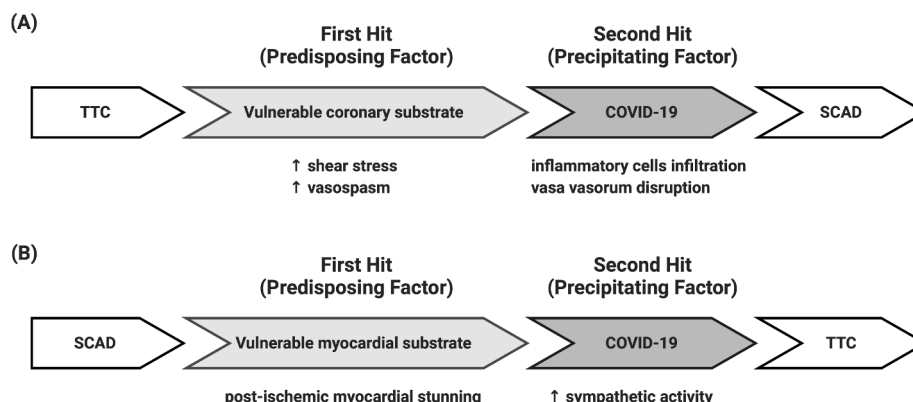 (A)
First Hit
(Predisposing Factor)
Second Hit
(Precipitating Factor)
TTC
Vulnerable coronary substrate
COVID-19
SCAD
↑ shear stress
↑ vasospasm
inflammatory cells infiltration
vasa vasorum disruption
(B)
First Hit
(Predisposing Factor)
Second Hit
(Precipitating Factor)
SCAD
Vulnerable myocardial substrate
COVID-19
TTC
post-ischemic myocardial stunning
↑ sympathetic activity